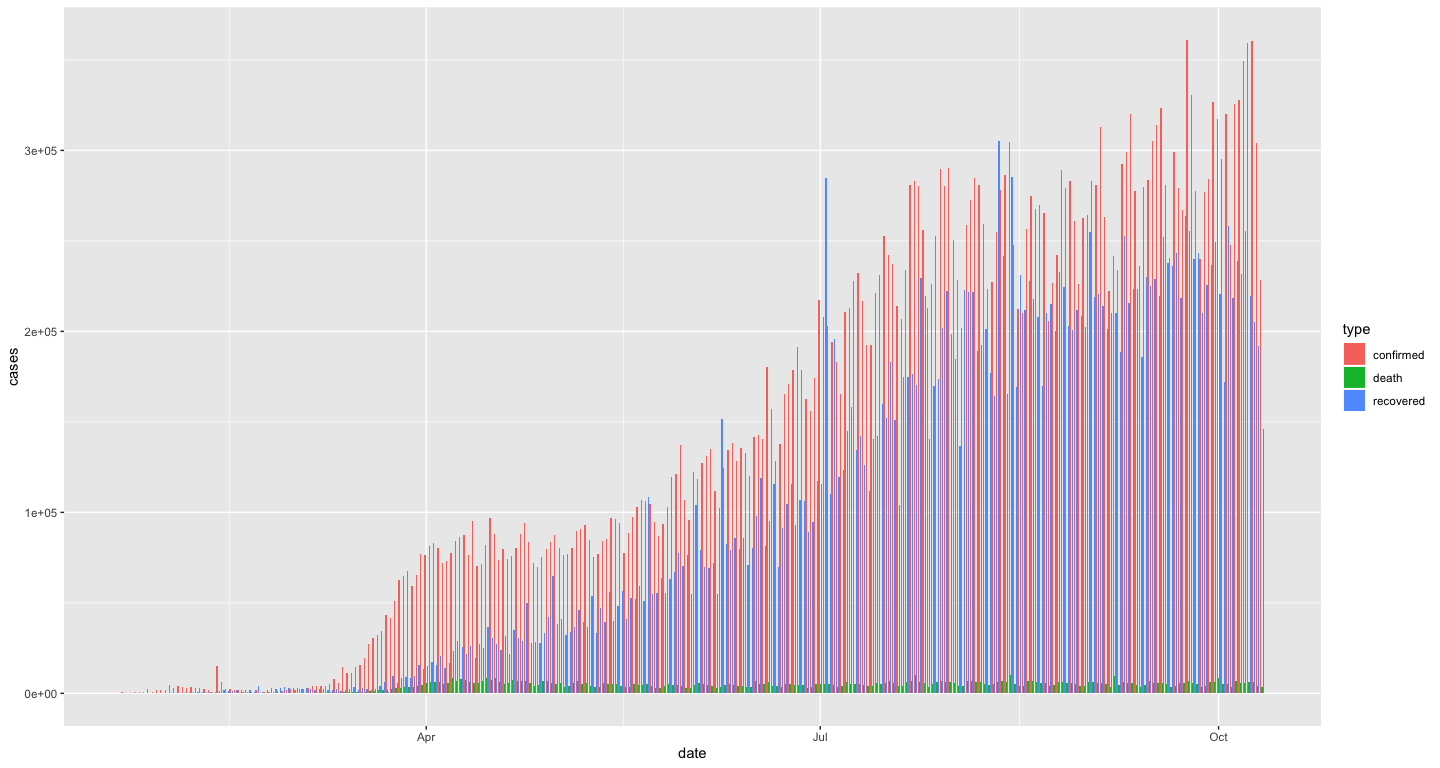 cases
3e+05
2e+05
1e+05
0e+00
Apr
Jul
Oct
date
type
confirmed
death
recovered